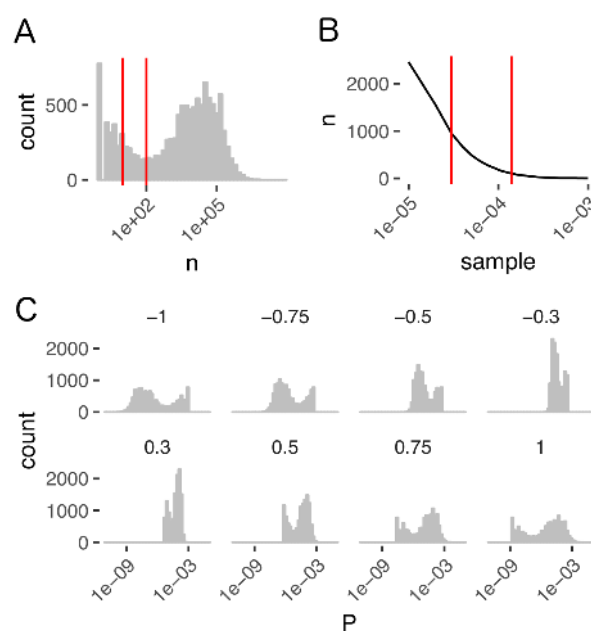 A
count
500
0
1e+02
1e+05
n
B
n
2000
1000
0
1e−05
1e−04
1e−03
sample
C
−1
−0.75
−0.5
−0.3
count
2000
1000
0
0.3
0.5
0.75
1
2000
1000
0
1e−09
1e−03
1e−09
1e−03
1e−09
1e−03
1e−09
1e−03
P